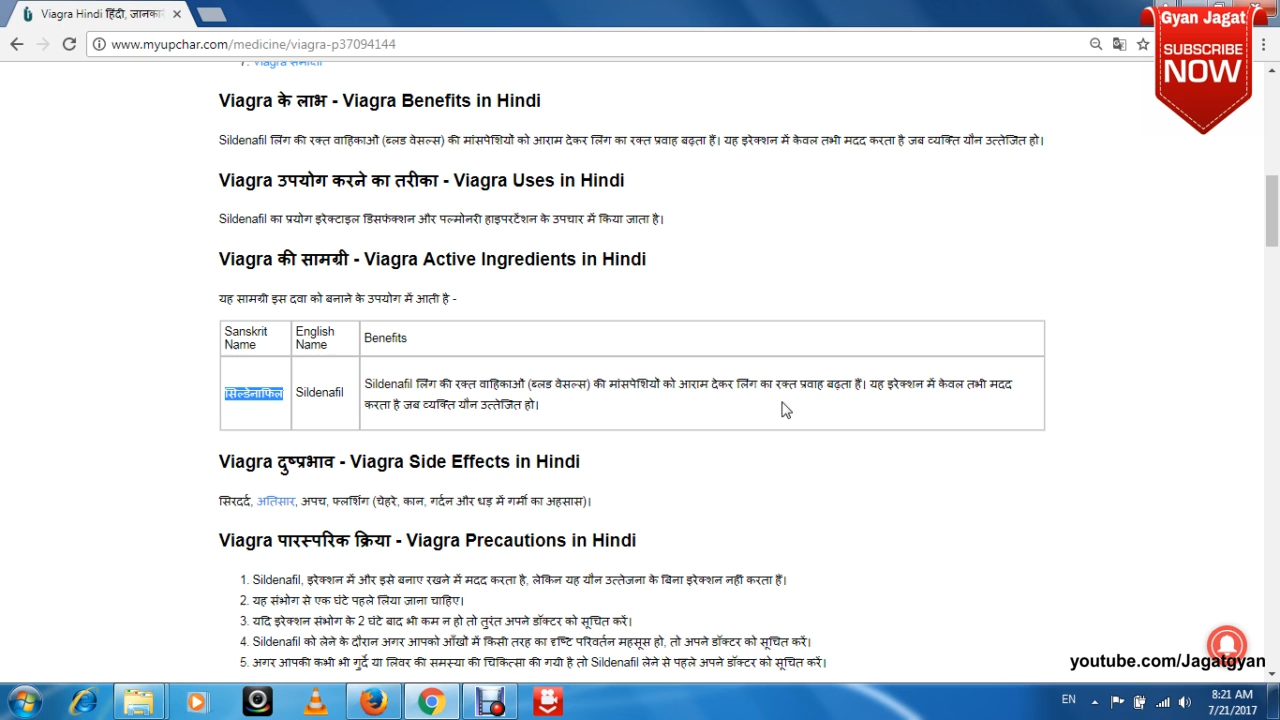 Viagra Hindi हिंदी, जानकार
Gyan Jagat
SUBSCRIBE
NOW
www.myupchar.com/medicine/viagra-p37094144
Viagra के लाभ - Viagra Benefits in Hindi
Sildenafil लिंग की रक्त वाहिकाओं (ब्लड वेसल्स) की मांसपेशियों को आराम देकर लिंग का रक्त प्रवाह बढ़ता हैं। यह इरेक्शन में केवल तभी मदद करता है जब व्यक्ति यौन उत्तेजित हो।
Viagra उपयोग करने का तरीका - Viagra Uses in Hindi
Sildenafil का प्रयोग इरेक्टाइल डिसफंक्शन और पल्मोनरी हाइपरटेंशन के उपचार में किया जाता है।
Viagra की सामग्री - Viagra Active Ingredients in Hindi
यह सामग्री इस दवा को बनाने के उपयोग में आती है -
Sanskrit Name
English Name
Benefits
सिल्डेनाफिल
Sildenafil
Sildenafil लिंग की रक्त वाहिकाओं (ब्लड वेसल्स) की मांसपेशियों को आराम देकर लिंग का रक्त प्रवाह बढ़ता हैं। यह इरेक्शन में केवल तभी मदद
करता है जब व्यक्ति यौन उत्तेजित हो।
Viagra दुष्प्रभाव - Viagra Side Effects in Hindi
सिरदर्द, अतिसार, अपच, फ्लशिंग (चेहरे, कान, गर्दन और धड़ में गर्मी का अहसास)।
Viagra पारस्परिक क्रिया - Viagra Precautions in Hindi
1. Sildenafil, इरेक्शन में और इसे बनाए रखने में मदद करता है, लेकिन यह यौन उत्तेजना के बिना इरेक्शन नहीं करता हैं।
2. यह संभोग से एक घंटे पहले लिया जाना चाहिए।
3. यदि इरेक्शन संभोग के 2 घंटे बाद भी कम न हो तो तुरंत अपने डॉक्टर को सूचित करें।
4. Sildenafil को लेने के दौरान अगर आपको आँखों में किसी तरह का दृष्टि परिवर्तन महसूस हो, तो अपने डॉक्टर को सूचित करें।
5. अगर आपकी कभी भी गुर्दे या लिवर की समस्या की चिकित्सा की गयी है तो Sildenafil लेने से पहले अपने डॉक्टर को सूचित करें।
youtube.com/Jagatgyan
EN
8:21 AM
7/21/2017